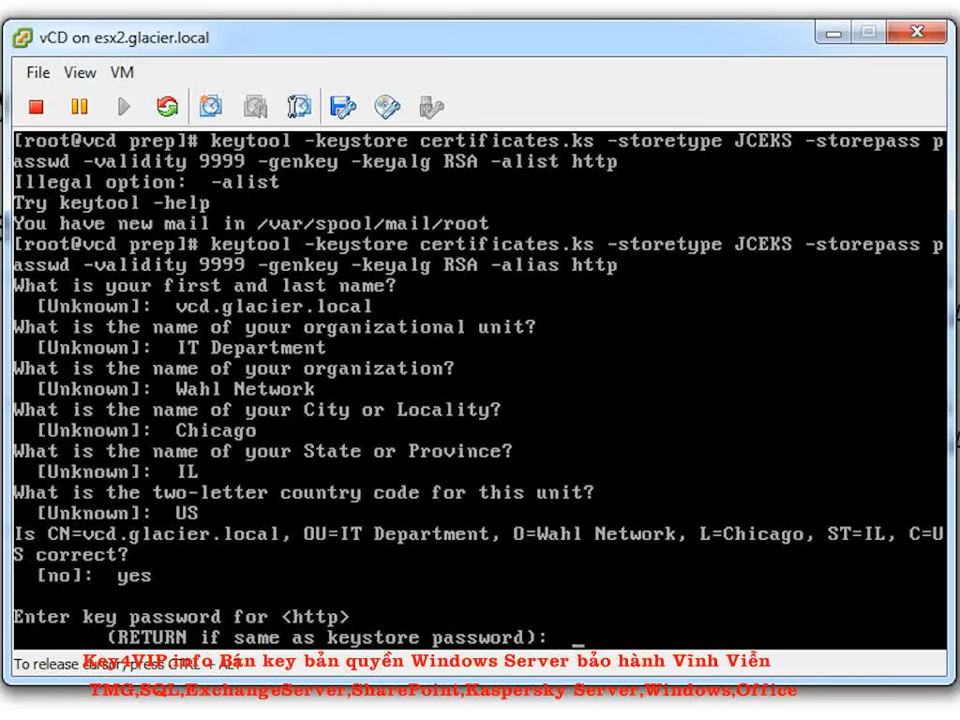 vCD on esx2.glacier.local
File View VM
[root@vcd prep]# keytool -keystore certificates.ks -storetype JCEKS -storepass p
asswd -validity 9999 -genkey -keyalg RSA -alist http
Illegal option:  -alist
Try keytool -help
You have new mail in /var/spool/mail/root
[root@vcd prep]# keytool -keystore certificates.ks -storetype JCEKS -storepass p
asswd -validity 9999 -genkey -keyalg RSA -alias http
What is your first and last name?
  [Unknown]:  vcd.glacier.local
What is the name of your organizational unit?
  [Unknown]:  IT Department
What is the name of your organization?
  [Unknown]:  Wahl Network
What is the name of your City or Locality?
  [Unknown]:  Chicago
What is the name of your State or Province?
  [Unknown]:  IL
What is the two-letter country code for this unit?
  [Unknown]:  US
Is CN=vcd.glacier.local, OU=IT Department, O=Wahl Network, L=Chicago, ST=IL, C=U
S correct?
  [no]:  yes
Enter key password for <http>
        (RETURN if same as keystore password):  _
To release cursor, press CTRL + ALT
Key4VIP.info Bán key bản quyền Windows Server bảo hành Vĩnh Viễn
TMG,SQL,ExchangeServer,SharePoint,Kaspersky Server,Windows,Office